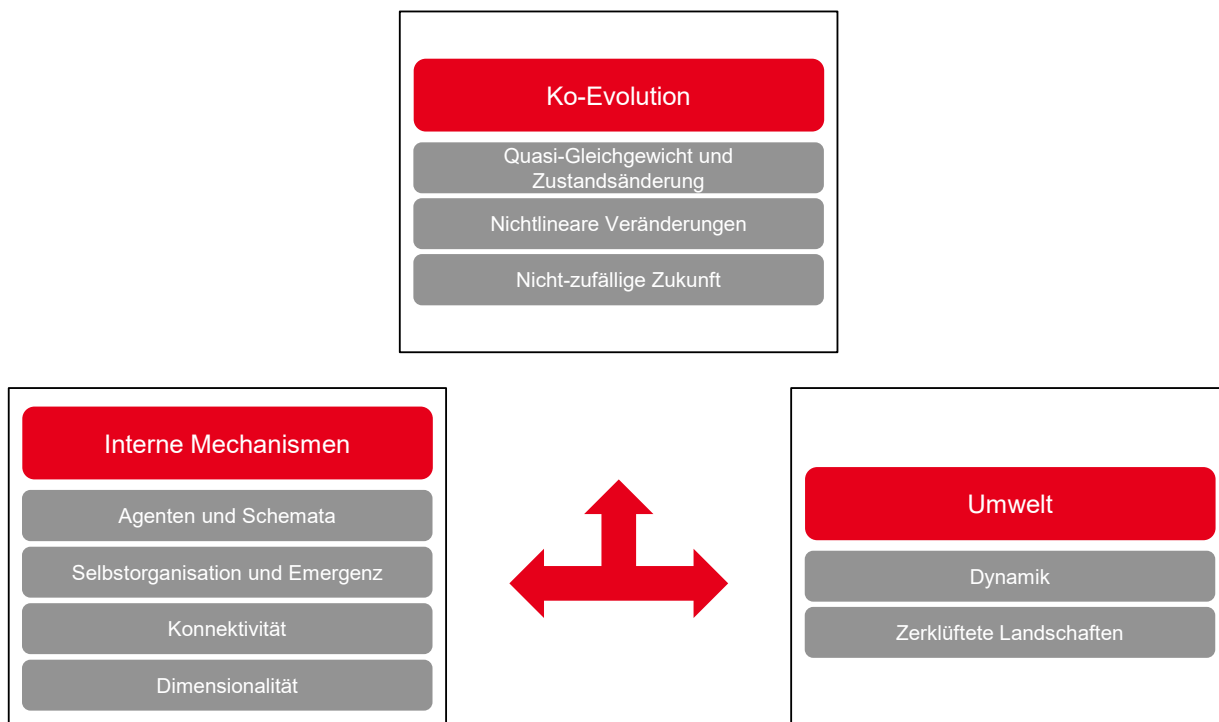 Ko-Evolution
Quasi-Gleichgewicht und
Zustandsänderung
Nichtlineare Veränderungen
Nicht-zufällige Zukunft
Interne Mechanismen
Agenten und Schemata
Selbstorganisation und Emergenz
Konnektivität
Dimensionalität
Umwelt
Dynamik
Zerklüftete Landschaften